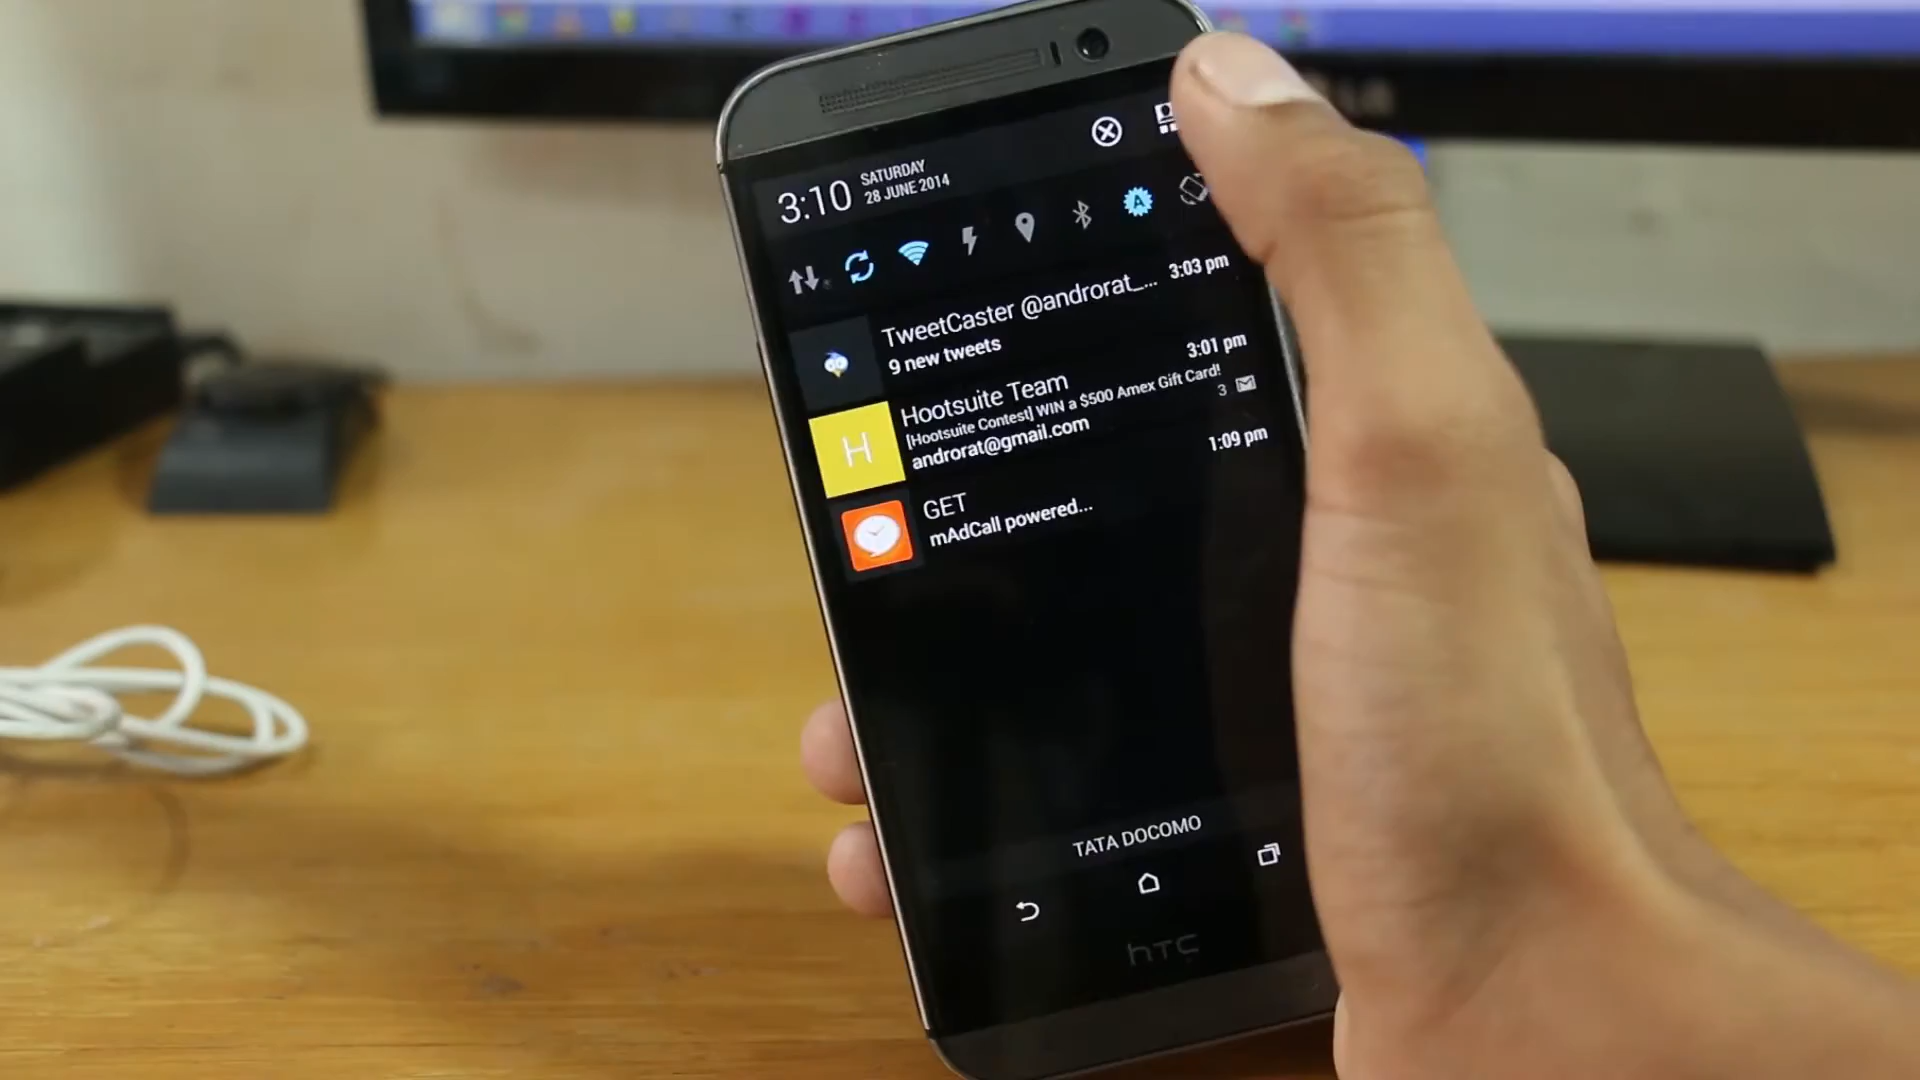 3:10
SATURDAY
28 JUNE 2014
A
TweetCaster @androrat_...
3:03 pm
9 new tweets
Hootsuite Team
3:01 pm
[Hootsuite Contest] WIN a $500 Amex Gift Card!
androrat@gmail.com
3
H
GET
1:09 pm
mAdCall powered...
TATA DOCOMO
hTC
LG